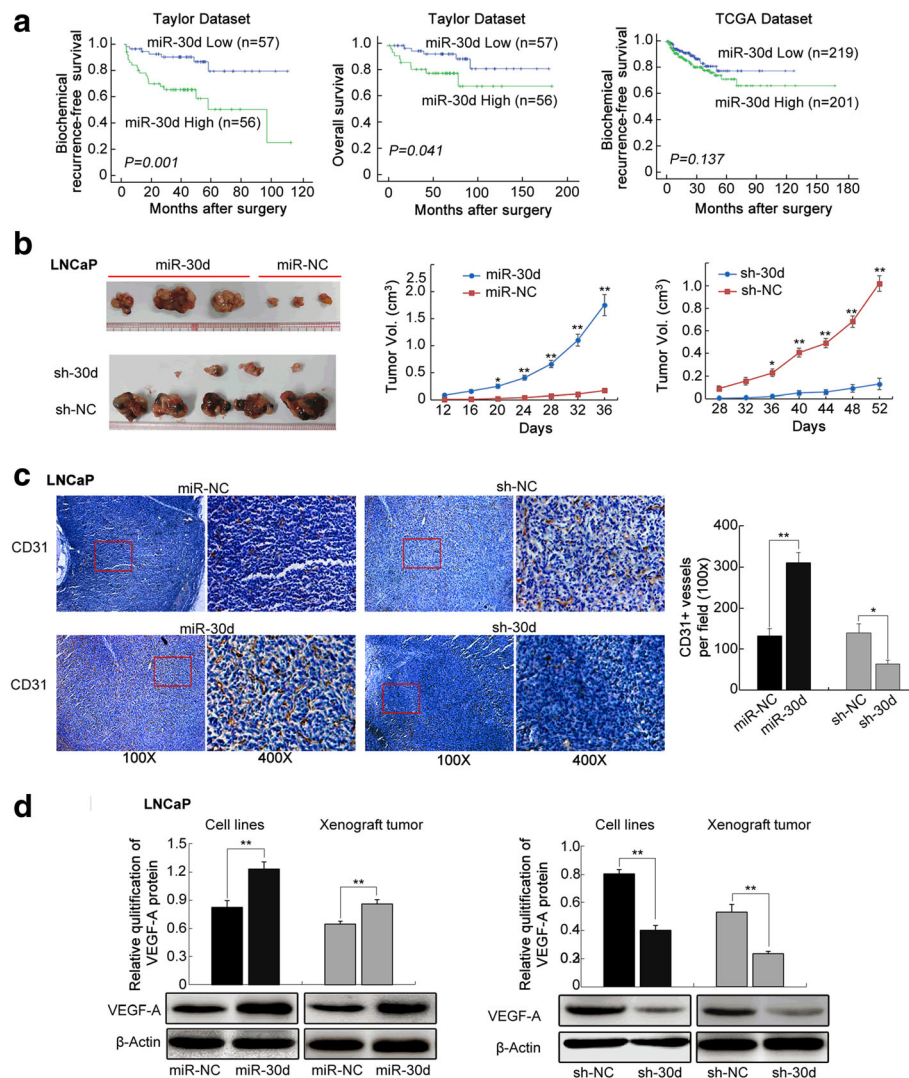 a
Taylor Dataset
Biochemical
recurrence-free survival
1.0
0.8
0.6
0.4
0.2
0.0
miR-30d Low (n=57)
miR-30d High (n=56)
P=0.001
0 20 40 60 80 100 120
Months after surgery
Taylor Dataset
Overall survival
1.0
0.8
0.6
0.4
0.2
0.0
miR-30d Low (n=57)
miR-30d High (n=56)
P=0.041
0 50 100 150 200
Months after surgery
TCGA Dataset
Biochemical
recurrence-free survival
1.0
0.8
0.6
0.4
0.2
0.0
miR-30d Low (n=219)
miR-30d High (n=201)
P=0.137
0 30 60 90 120 150 180
Months after surgery
b
LNCaP
miR-30d miR-NC
sh-30d
sh-NC
Tumor Vol. (cm³)
2.5
2.0
1.5
1.0
0.5
0
miR-30d
miR-NC
* ** ** ** **
12 16 20 24 28 32 36
Days
Tumor Vol. (cm³)
1.2
1.0
0.8
0.6
0.4
0.2
0
sh-30d
sh-NC
* ** ** ** **
28 32 36 40 44 48 52
Days
c
LNCaP
miR-NC sh-NC
CD31
miR-30d sh-30d
CD31
100X 400X 100X 400X
CD31+ vessels
per field (100x)
400
300
200
100
0
**
*
miR-NC miR-30d sh-NC sh-30d
d
LNCaP
Cell lines Xenograft tumor
Relative qulitification of
VEGF-A protein
1.5
1.2
0.9
0.6
0.3
0
** **
VEGF-A
β-Actin
miR-NC miR-30d miR-NC miR-30d
Cell lines Xenograft tumor
Relative qulitification of
VEGF-A protein
1.0
0.8
0.6
0.4
0.2
0
** **
VEGF-A
β-Actin
sh-NC sh-30d sh-NC sh-30d